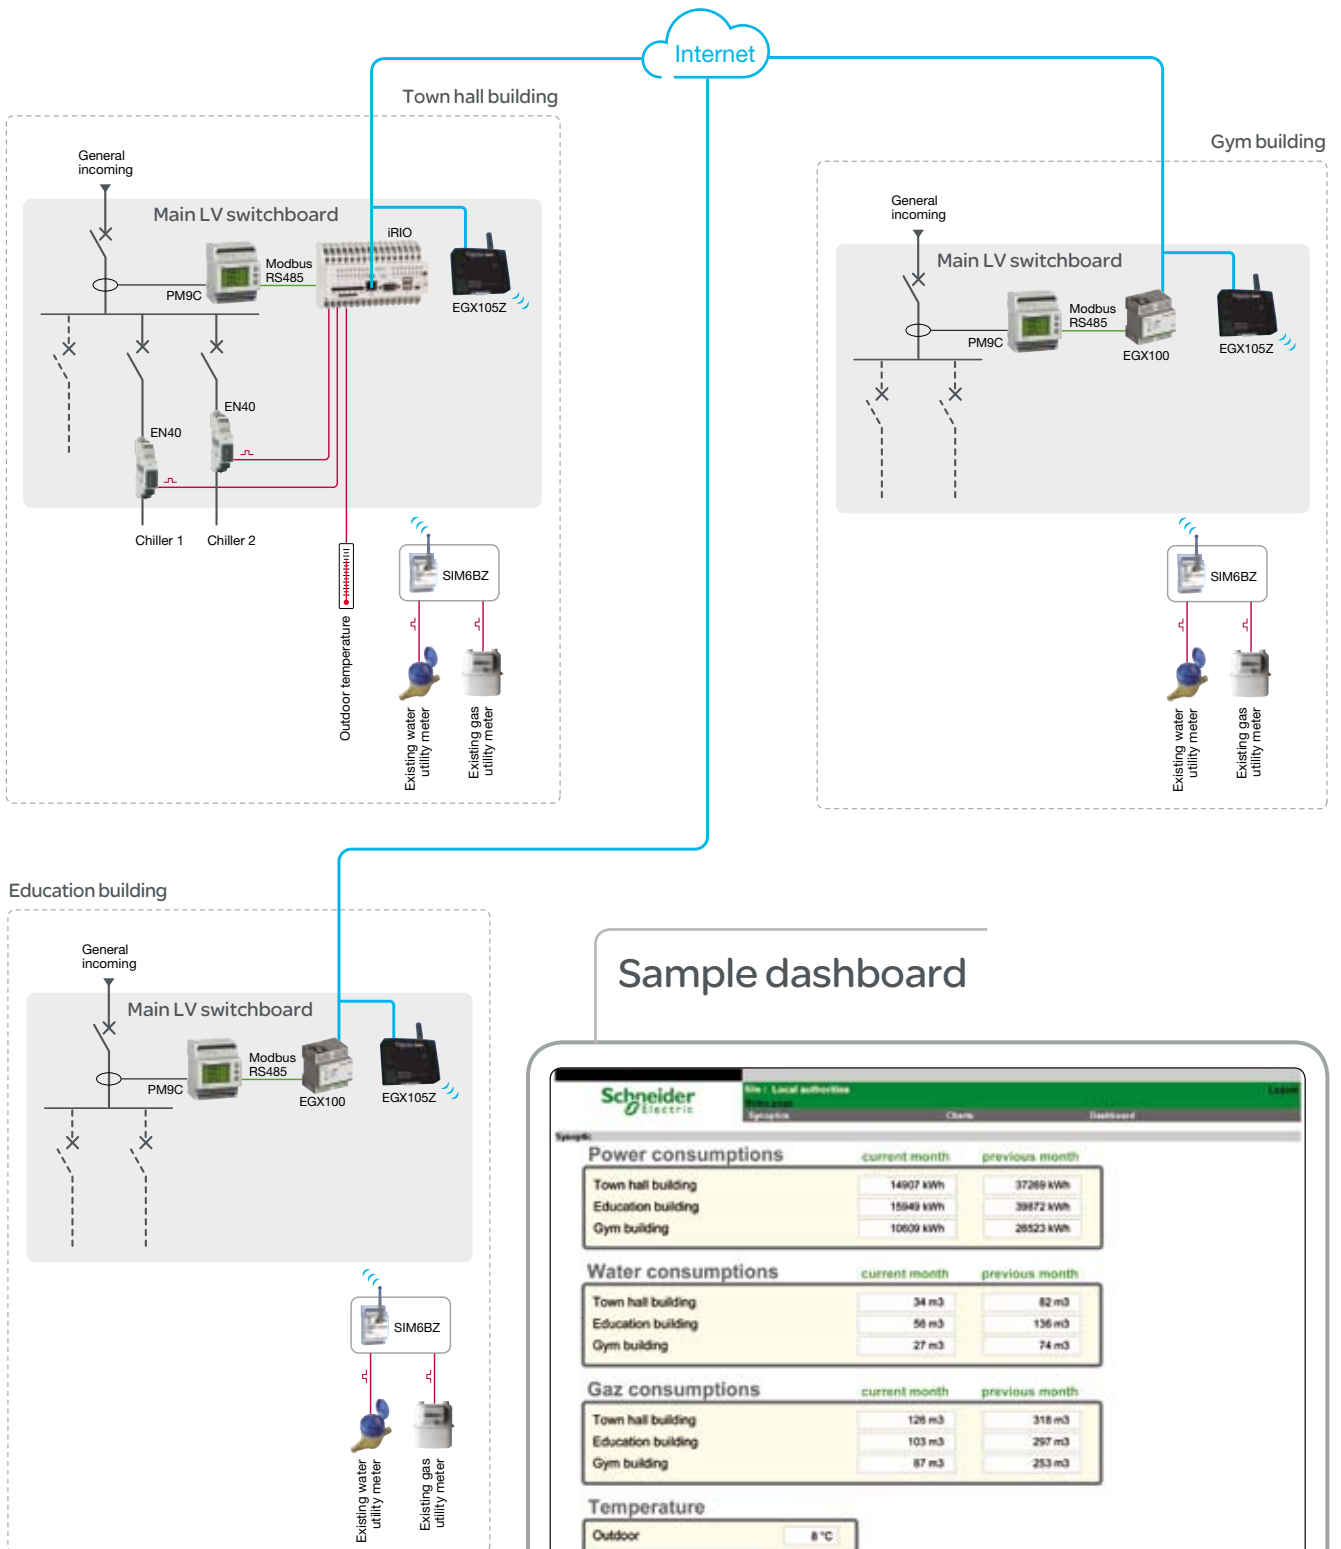 Internet
Town hall building
General
incoming
Main LV switchboard
iRIO
Modbus
RS485
PM9C
EGX105Z
EN40
EN40
Chiller 1
Chiller 2
SIM6BZ
Outdoor temperature
Existing water
utility meter
Existing gas
utility meter
Gym building
General
incoming
Main LV switchboard
Modbus
RS485
PM9C
EGX100
EGX105Z
SIM6BZ
Existing water
utility meter
Existing gas
utility meter
Education building
General
incoming
Main LV switchboard
Modbus
RS485
PM9C
EGX100
EGX105Z
SIM6BZ
Existing water
utility meter
Existing gas
utility meter
Sample dashboard
Schneider
Electric
Site : Local authorities
Synoptics Charts Dashboard
Synoptic
Power consumptions current month previous month
Town hall building 14907 kWh 37269 kWh
Education building 15949 kWh 39872 kWh
Gym building 10609 kWh 26523 kWh
Water consumptions current month previous month
Town hall building 34 m3 82 m3
Education building 56 m3 136 m3
Gym building 27 m3 74 m3
Gaz consumptions current month previous month
Town hall building 126 m3 318 m3
Education building 103 m3 297 m3
Gym building 87 m3 253 m3
Temperature
Outdoor 8 °C